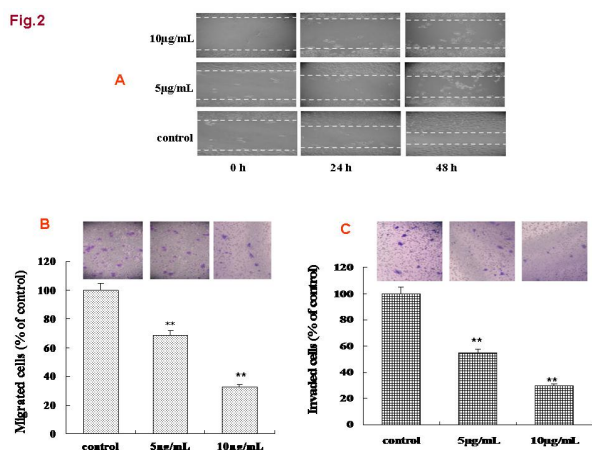 Fig.2
A
10μg/mL
5μg/mL
control
0 h
24 h
48 h
B
Migrated cells (% of control)
120
100
80
60
40
20
0
**
**
control
5μg/mL
10μg/mL
C
Invaded cells (% of control)
120
100
80
60
40
20
0
**
**
control
5μg/mL
10μg/mL